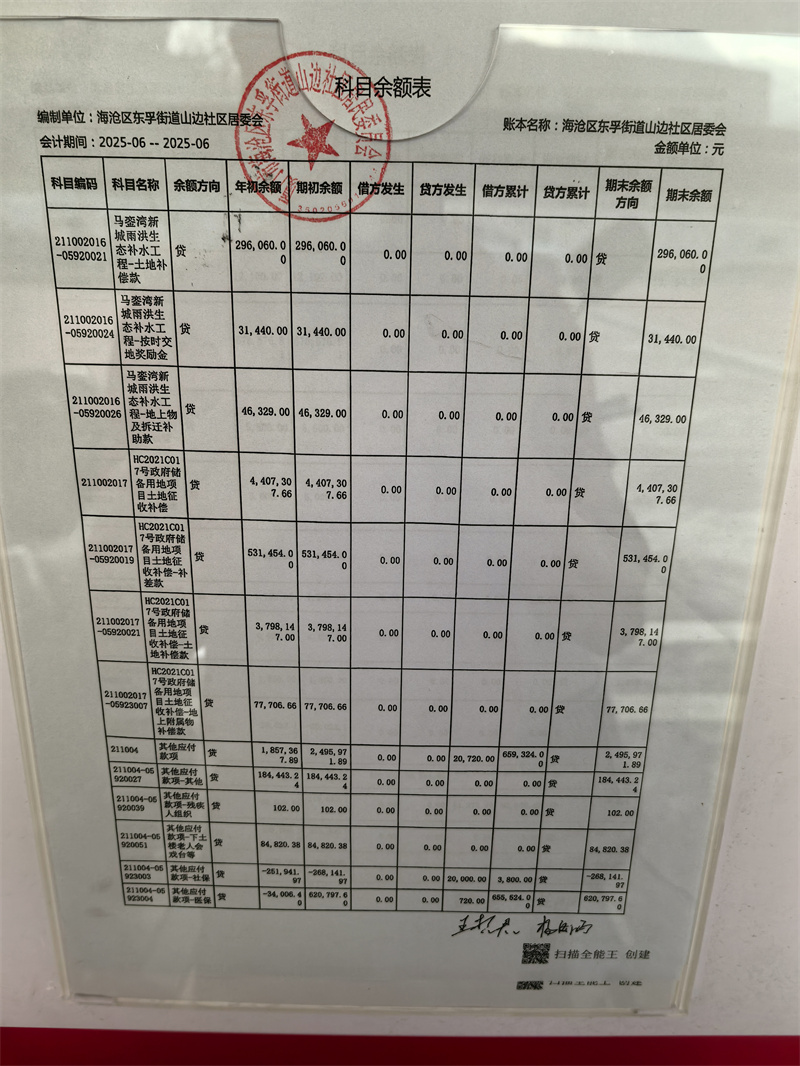 科目余额表
编制单位：海沧区东孚街道山边社区居委会
账本名称：海沧区东孚街道山边社区居委会
会计期间：2025-06 -- 2025-06
金额单位：元
科目编码 科目名称 余额方向 年初余额 期初余额 借方发生 贷方发生 借方累计 贷方累计 期末余额方向 期末余额
211002016-05920021 马銮湾新城雨洪生态补水工程-土地补偿款 贷 296,060.00 296,060.00 0.00 0.00 0.00 0.00 贷 296,060.00
211002016-05920024 马銮湾新城雨洪生态补水工程-按时交地奖励金 贷 31,440.00 31,440.00 0.00 0.00 0.00 0.00 贷 31,440.00
211002016-05920026 马銮湾新城雨洪生态补水工程-地上物及拆迁补助款 贷 46,329.00 46,329.00 0.00 0.00 0.00 0.00 贷 46,329.00
211002017 HC2021C017号政府储备用地项目土地征收补偿 贷 4,407,307.66 4,407,307.66 0.00 0.00 0.00 0.00 贷 4,407,307.66
211002017-05920019 HC2021C017号政府储备用地项目土地征收补偿-补差款 贷 531,454.00 531,454.00 0.00 0.00 0.00 0.00 贷 531,454.00
211002017-05920021 HC2021C017号政府储备用地项目土地征收补偿-土地补偿款 贷 3,798,147.00 3,798,147.00 0.00 0.00 0.00 0.00 贷 3,798,147.00
211002017-05923007 HC2021C017号政府储备用地项目土地征收补偿-地上附属物补偿款 贷 77,706.66 77,706.66 0.00 0.00 0.00 0.00 贷 77,706.66
211004 其他应付款项 贷 1,857,367.89 2,495,971.89 0.00 0.00 20,720.00 659,324.00 贷 2,495,971.89
211004-05920027 其他应付款项-其他 贷 184,443.24 184,443.24 0.00 0.00 0.00 0.00 贷 184,443.24
211004-05920039 其他应付款项-残疾人组织 贷 102.00 102.00 0.00 0.00 0.00 0.00 贷 102.00
211004-05920051 其他应付款项-下土楼老人会戏台等 贷 84,820.38 84,820.38 0.00 0.00 0.00 0.00 贷 84,820.38
211004-05923003 其他应付款项-社保 贷 -251,941.97 -268,141.97 0.00 0.00 20,000.00 3,800.00 贷 -268,141.97
211004-05923004 其他应付款项-医保 贷 -34,006.40 620,797.60 0.00 0.00 720.00 655,524.00 贷 620,797.60
扫描全能王 创建